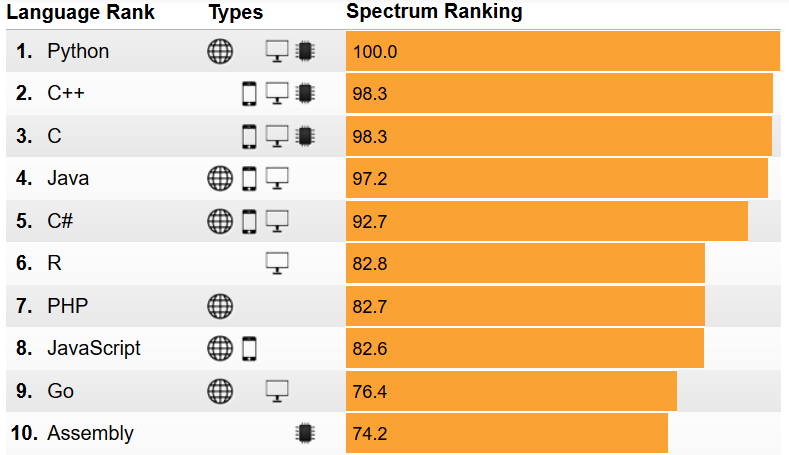 Language Rank Types Spectrum Ranking
1. Python 100.0
2. C++ 98.3
3. C 98.3
4. Java 97.2
5. C# 92.7
6. R 82.8
7. PHP 82.7
8. JavaScript 82.6
9. Go 76.4
10. Assembly 74.2